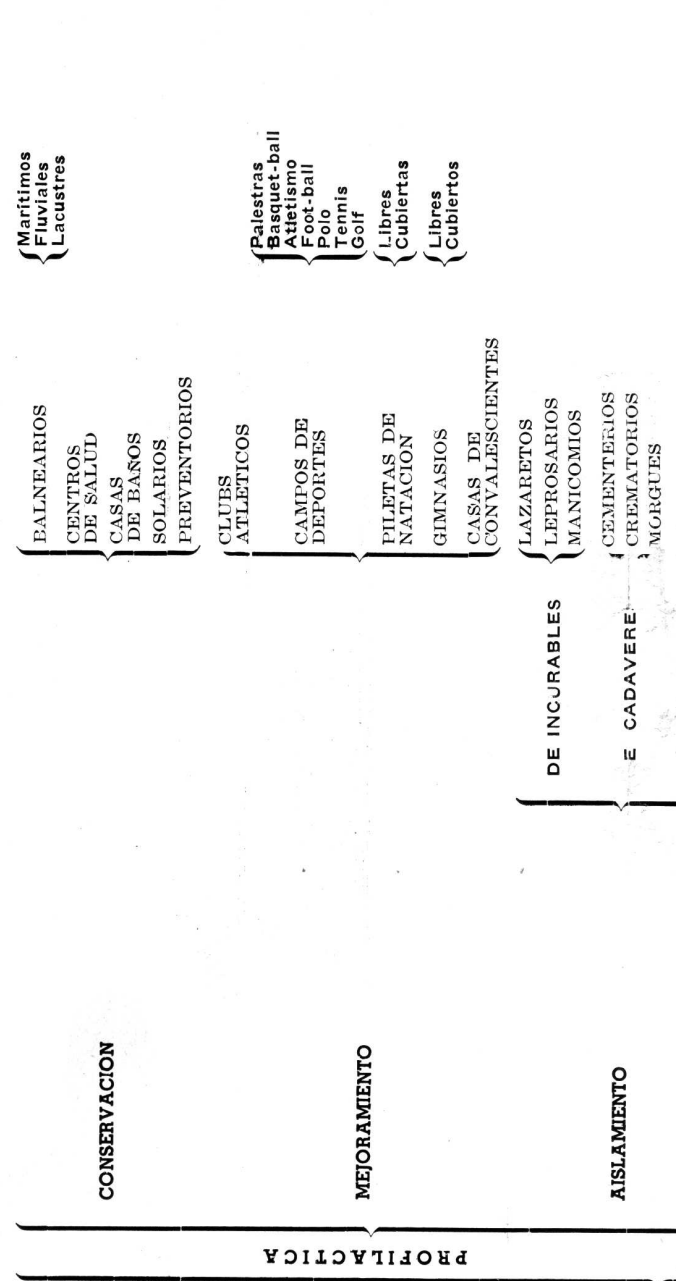 PROFILACTICA
CONSERVACION
BALNEARIOS
Marítimos
Fluviales
Lacustres
CENTROS
DE SALUD
CASAS
DE BAÑOS
SOLARIOS
PREVENTORIOS
MEJORAMIENTO
CLUBS
ATLETICOS
CAMPOS DE
DEPORTES
Palestras
Basquet-ball
Atletismo
Foot-ball
Polo
Tennis
Golf
PILETAS DE
NATACION
Libres
Cubiertas
GIMNASIOS
Libres
Cubiertos
CASAS DE
CONVALESCIENTES
AISLAMIENTO
DE INCURABLES
LAZARETOS
LEPROSARIOS
MANICOMIOS
E CADAVERE
CEMENTERIOS
CREMATORIOS
MORGUES